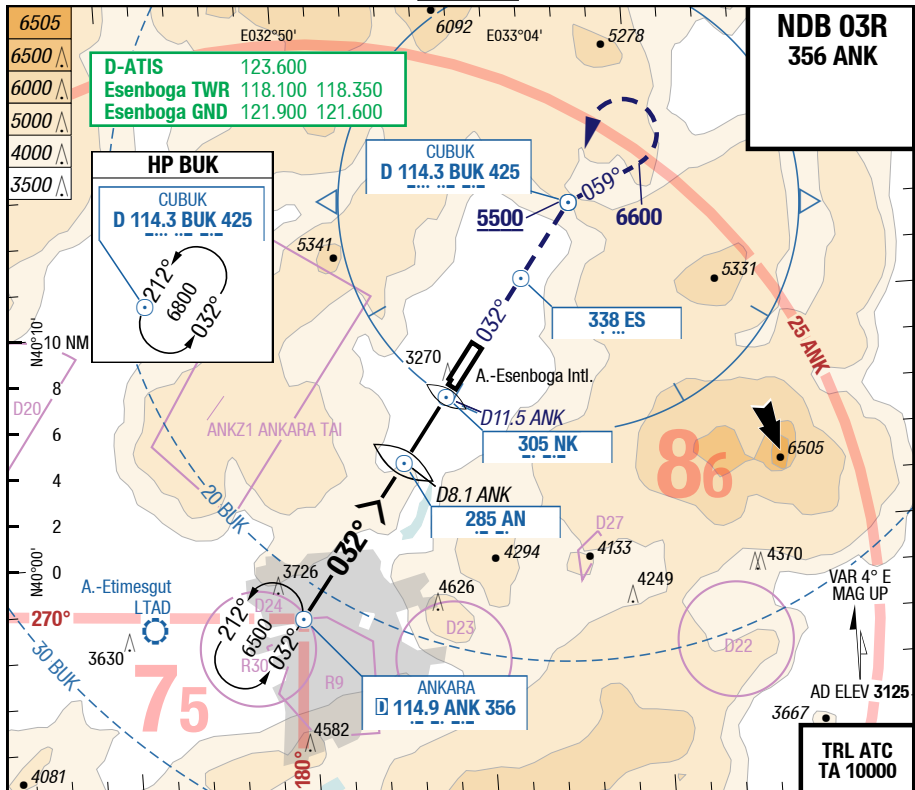 6505
6500
6000
5000
4000
3500
E032°50'
6092
E033°04'
5278
NDB 03R
356 ANK
D-ATIS 123.600
Esenboga TWR 118.100 118.350
Esenboga GND 121.900 121.600
HP BUK
CUBUK
D 114.3 BUK 425
212°
6800
032°
CUBUK
D 114.3 BUK 425
059°
5500
6600
5341
5331
338 ES
032°
25 ANK
N40°10'
10 NM
8
6
4
2
0
N40°00'
D20
3270
A.-Esenboga Intl.
D11.5 ANK
305 NK
ANKZ1 ANKARA TAI
6505
86
D8.1 ANK
285 AN
20 BUK
032°
4294
D27
4133
4370
4249
3726
4626
A.-Etimesgut
LTAD
270°
D24
212°
6500
032°
R30
R9
D23
D22
VAR 4° E
MAG UP
3630
30 BUK
75
ANKARA
D 114.9 ANK 356
AD ELEV 3125
3667
4582
180°
4081
TRL ATC
TA 10000